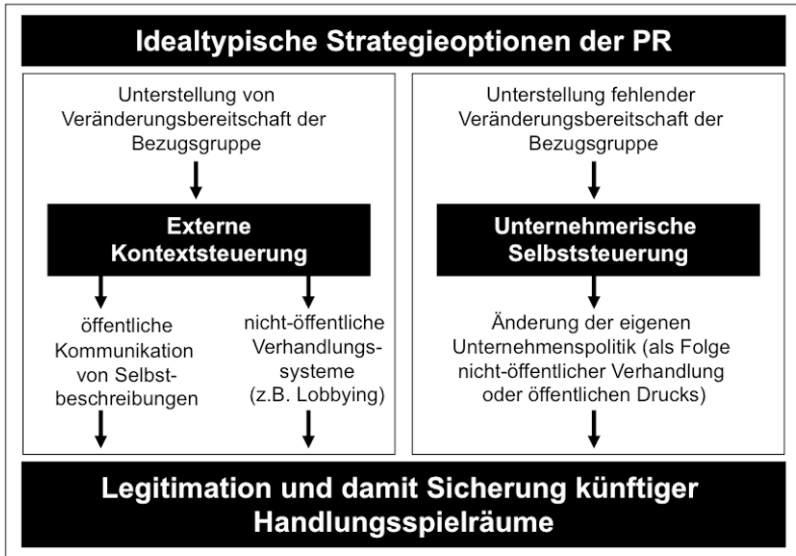 Idealtypische Strategieoptionen der PR
Unterstellung von
Veränderungsbereitschaft der
Bezugsgruppe
Externe
Kontextsteuerung
öffentliche
Kommunikation
von Selbst-
beschreibungen
nicht-öffentliche
Verhandlungs-
systeme
(z.B. Lobbying)
Unterstellung fehlender
Veränderungsbereitschaft der
Bezugsgruppe
Unternehmerische
Selbststeuerung
Änderung der eigenen
Unternehmenspolitik (als Folge
nicht-öffentlicher Verhandlung
oder öffentlichen Drucks)
Legitimation und damit Sicherung künftiger
Handlungsspielräume